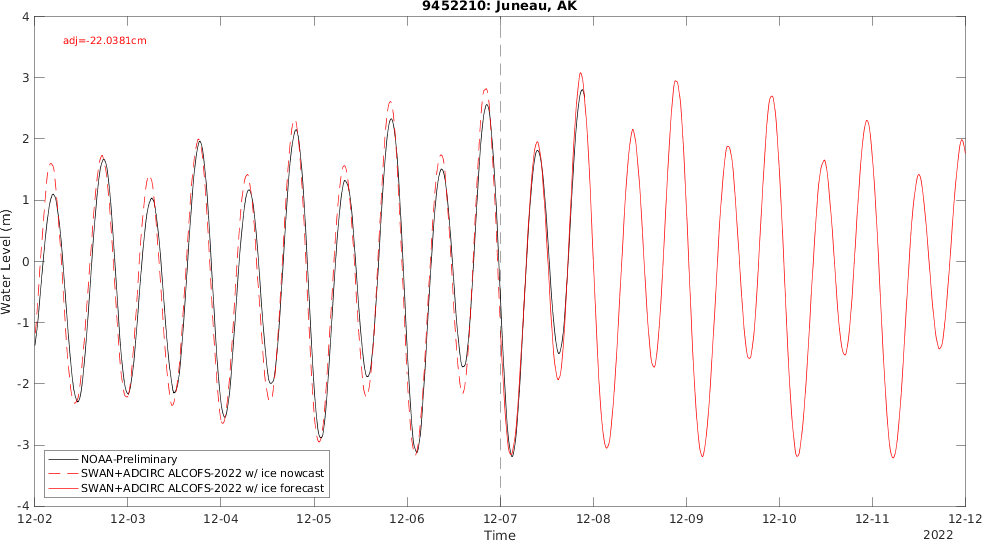 9452210: Juneau, AK
adj=-22.0381cm
4
3
2
1
0
-1
-2
-3
-4
Water Level (m)
NOAA-Preliminary
SWAN+ADCIRC ALCOFS-2022 w/ ice nowcast
SWAN+ADCIRC ALCOFS-2022 w/ ice forecast
12-02 12-03 12-04 12-05 12-06 12-07 12-08 12-09 12-10 12-11 12-12
Time
2022